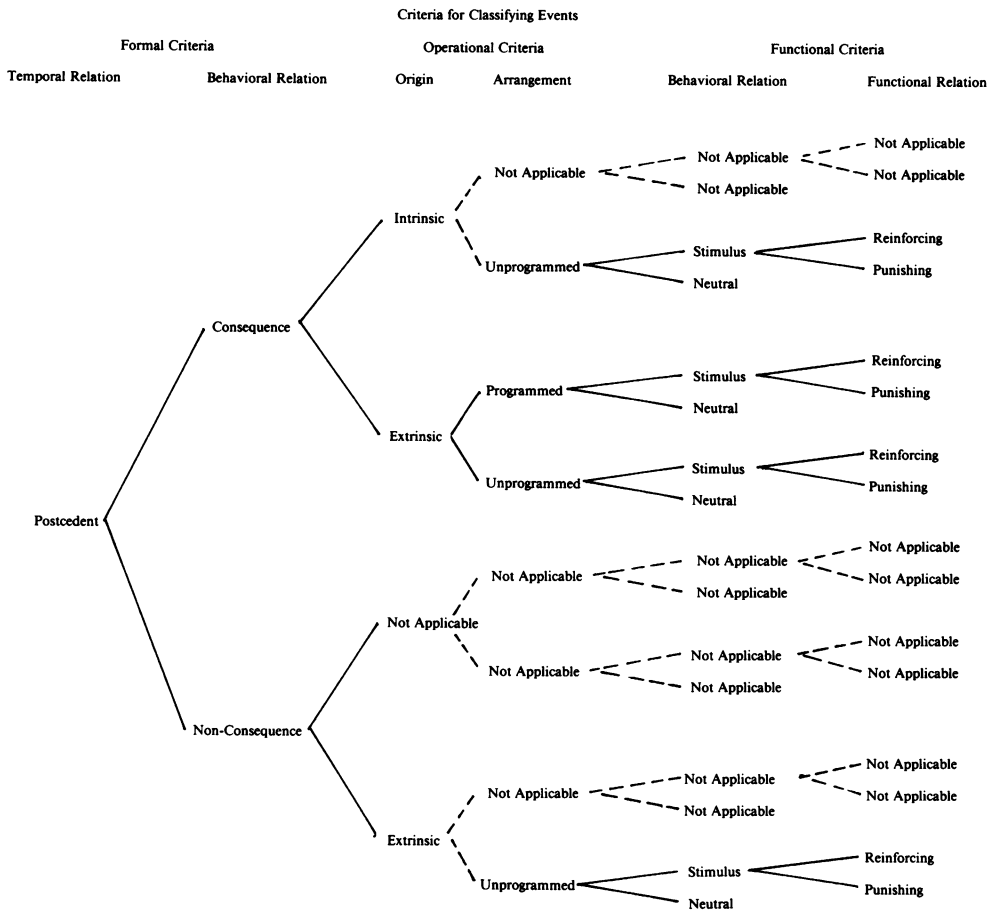 Criteria for Classifying Events
Formal Criteria Operational Criteria Functional Criteria
Temporal Relation Behavioral Relation Origin Arrangement Behavioral Relation Functional Relation
Not Applicable
Not Applicable
Not Applicable
Not Applicable
Not Applicable
Intrinsic
Reinforcing
Stimulus
Unprogrammed
Punishing
Neutral
Consequence
Reinforcing
Stimulus
Programmed
Punishing
Neutral
Extrinsic
Reinforcing
Stimulus
Unprogrammed
Punishing
Neutral
Postcedent
Not Applicable
Not Applicable
Not Applicable
Not Applicable
Not Applicable
Not Applicable
Not Applicable
Not Applicable
Not Applicable
Not Applicable
Not Applicable
Non-Consequence
Not Applicable
Not Applicable
Not Applicable
Not Applicable
Not Applicable
Extrinsic
Reinforcing
Stimulus
Unprogrammed
Punishing
Neutral